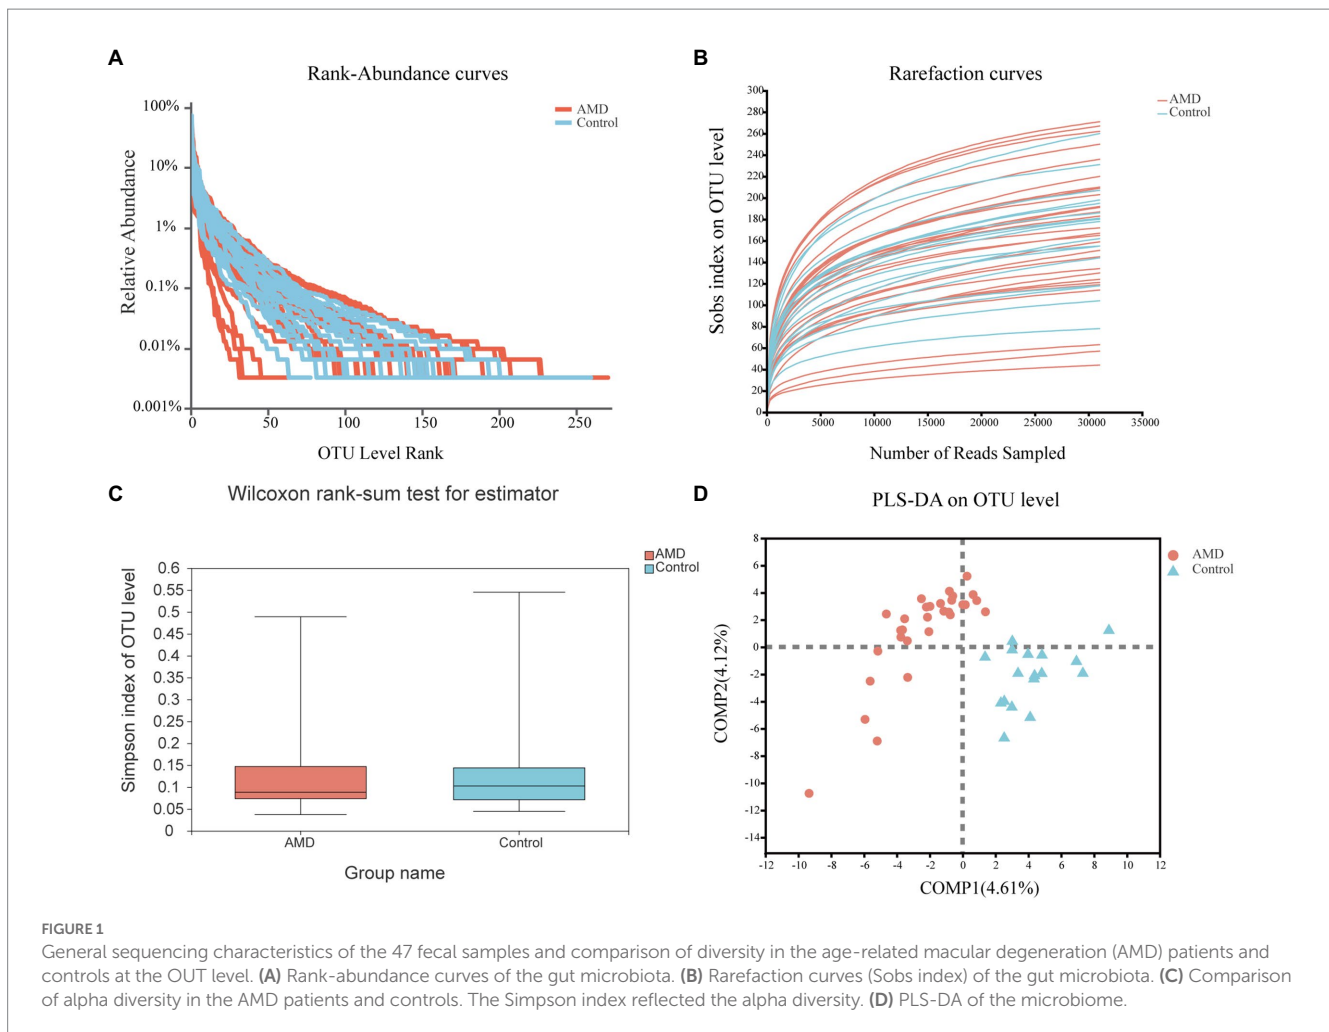 A
Rank-Abundance curves
AMD
Control
100%
10%
1%
0.1%
0.01%
0.001%
Relative Abundance
0 50 100 150 200 250
OTU Level Rank
B
Rarefaction curves
AMD
Control
300
280
260
240
220
200
180
160
140
120
100
80
60
40
20
0
Sobs index on OTU level
0 5000 10000 15000 20000 25000 30000 35000
Number of Reads Sampled
C
Wilcoxon rank-sum test for estimator
AMD
Control
0.6
0.55
0.5
0.45
0.4
0.35
0.3
0.25
0.2
0.15
0.1
0.05
0
Simpson index of OTU level
AMD Control
Group name
D
PLS-DA on OTU level
AMD
Control
8
6
4
2
0
-2
-4
-6
-8
-10
-12
-14
COMP2(4.12%)
-12 -10 -8 -6 -4 -2 0 2 4 6 8 10 12
COMP1(4.61%)
FIGURE 1
General sequencing characteristics of the 47 fecal samples and comparison of diversity in the age-related macular degeneration (AMD) patients and
controls at the OUT level. (A) Rank-abundance curves of the gut microbiota. (B) Rarefaction curves (Sobs index) of the gut microbiota. (C) Comparison
of alpha diversity in the AMD patients and controls. The Simpson index reflected the alpha diversity. (D) PLS-DA of the microbiome.